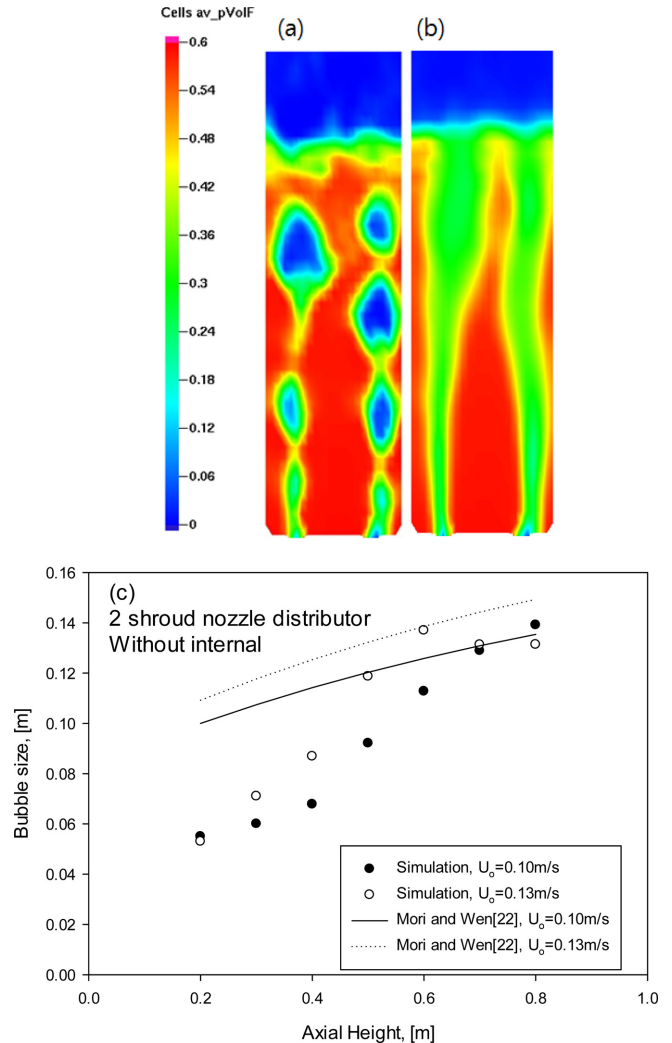 Cells av_pVolF
(a)
(b)
0.6
0.54
0.48
0.42
0.36
0.3
0.24
0.18
0.12
0.06
0
(c)
2 shroud nozzle distributor
Without internal
0.16
0.14
0.12
0.10
0.08
0.06
0.04
0.02
0.00
Bubble size, [m]
Simulation, Uo=0.10m/s
Simulation, Uo=0.13m/s
Mori and Wen[22], Uo=0.10m/s
Mori and Wen[22], Uo=0.13m/s
0.0 0.2 0.4 0.6 0.8 1.0
Axial Height, [m]